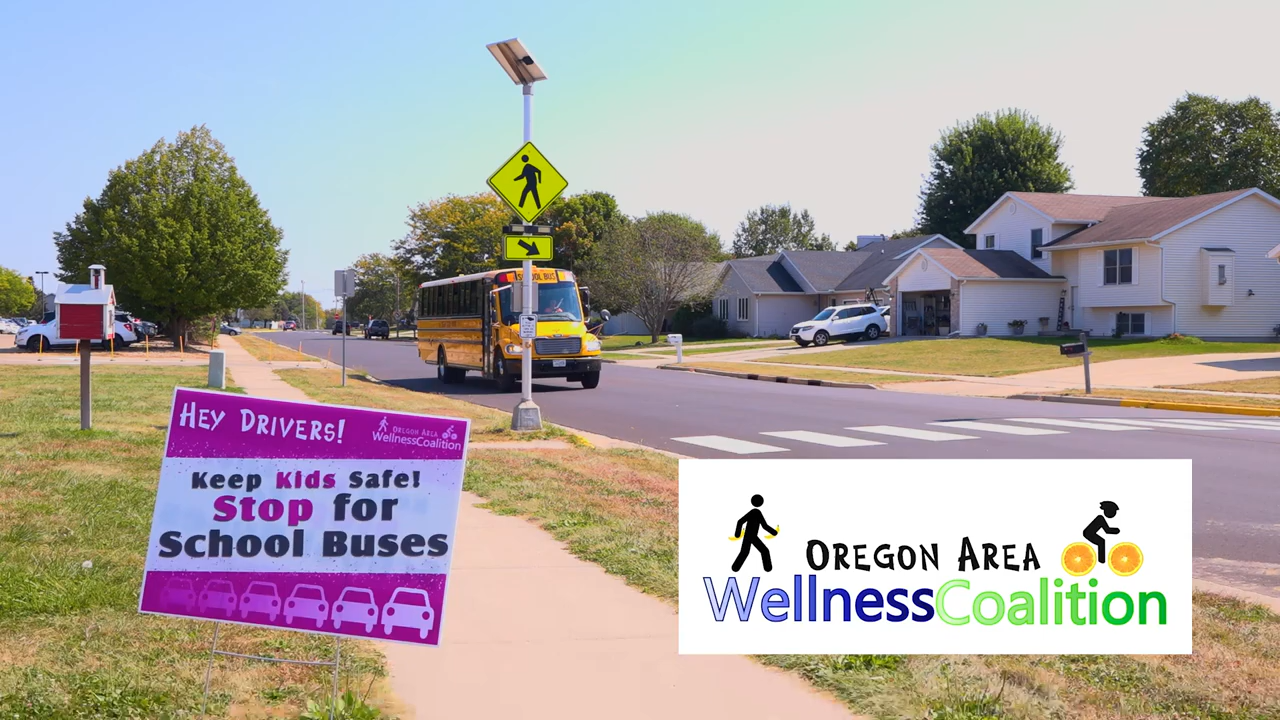 SCHOOL BUS
HEY DRIVERS!
OREGON AREA
WellnessCoalition
Keep Kids Safe!
Stop for
School Buses
OREGON AREA
WellnessCoalition